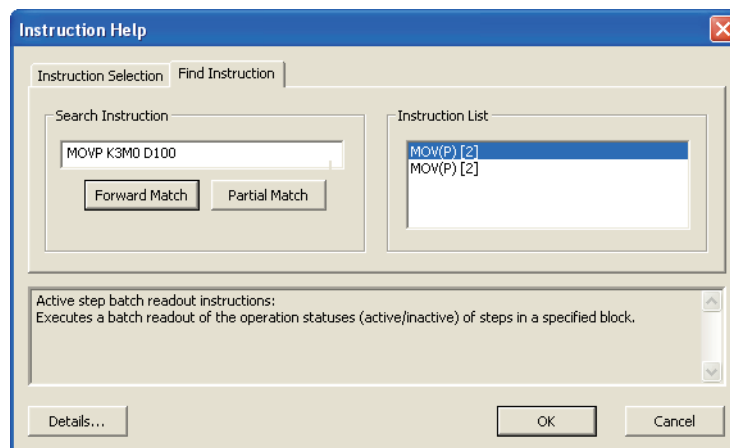 Instruction Help
Instruction Selection
Find Instruction
Search Instruction
MOVP K3M0 D100
Forward Match
Partial Match
Instruction List
MOV(P) [2]
MOV(P) [2]
Active step batch readout instructions:
Executes a batch readout of the operation statuses (active/inactive) of steps in a specified block.
Details...
OK
Cancel